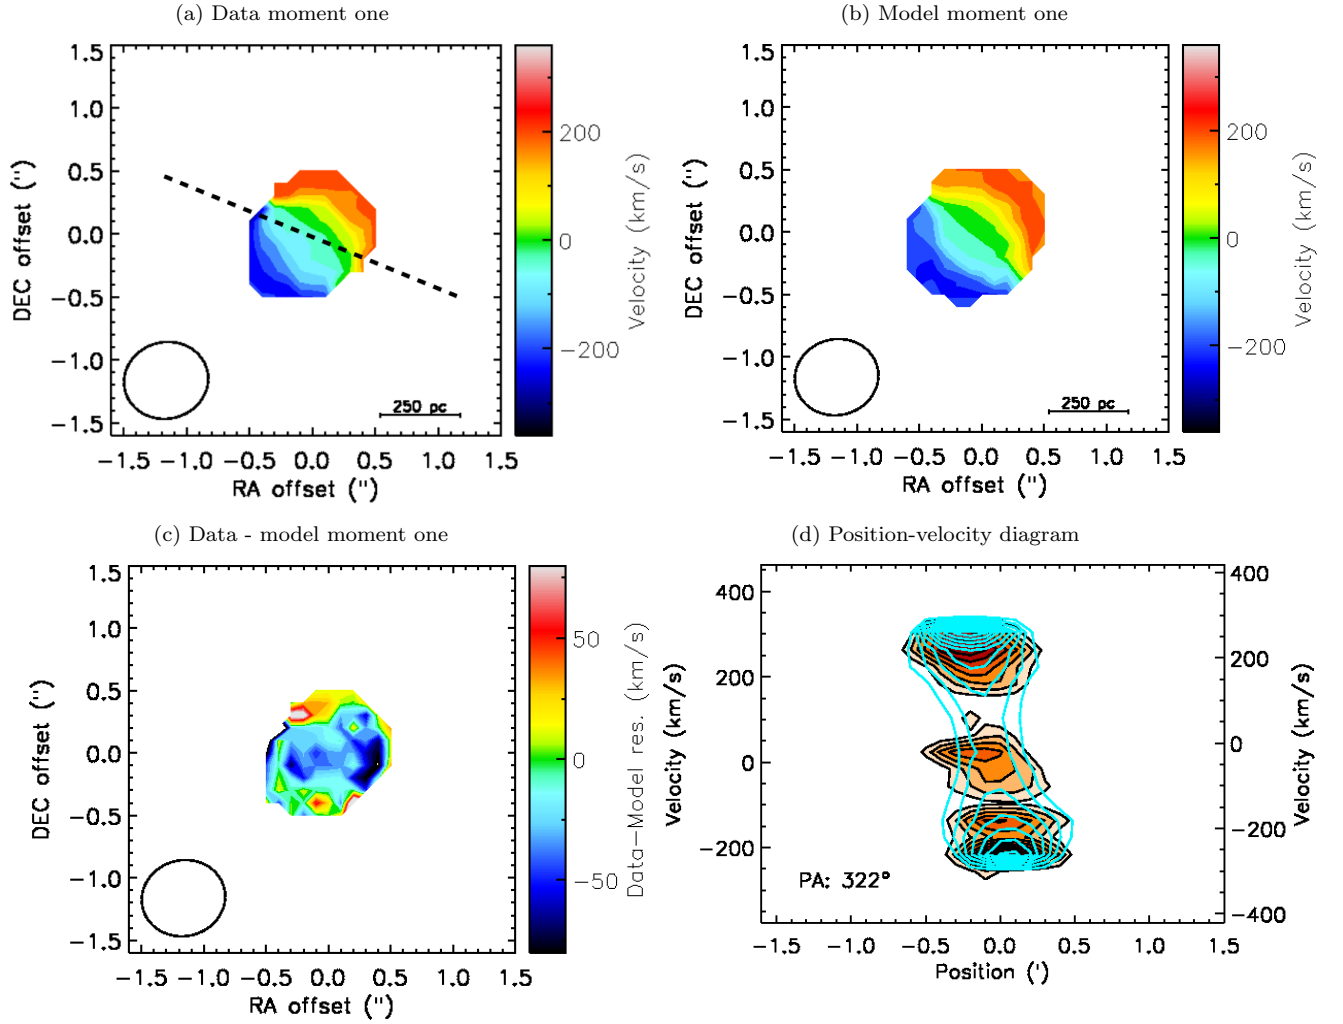 (a) Data moment one
1.5
1.0
0.5
0.0
−0.5
−1.0
−1.5
DEC offset (")
250 pc
−1.5 −1.0 −0.5 0.0 0.5 1.0 1.5
RA offset (")
200
0
−200
Velocity (km/s)
(b) Model moment one
1.5
1.0
0.5
0.0
−0.5
−1.0
−1.5
DEC offset (")
250 pc
−1.5 −1.0 −0.5 0.0 0.5 1.0 1.5
RA offset (")
200
0
−200
Velocity (km/s)
(c) Data - model moment one
1.5
1.0
0.5
0.0
−0.5
−1.0
−1.5
DEC offset (")
−1.5 −1.0 −0.5 0.0 0.5 1.0 1.5
RA offset (")
50
0
−50
Data−Model res. (km/s)
(d) Position-velocity diagram
400
200
0
−200
Velocity (km/s)
PA: 322°
−1.5 −1.0 −0.5 0.0 0.5 1.0 1.5
Position (')
400
200
0
−200
−400
Velocity (km/s)